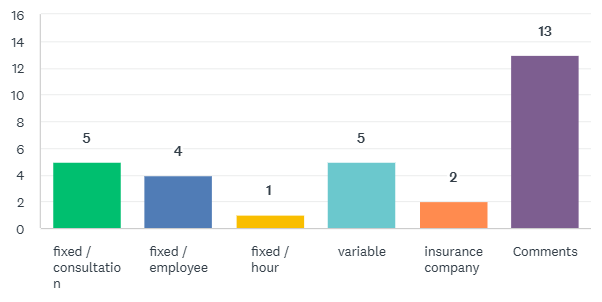 16
14
12
10
8
6
4
2
0
5
4
1
5
2
13
fixed /
consultatio
n
fixed /
employee
fixed /
hour
variable
insurance
company
Comments